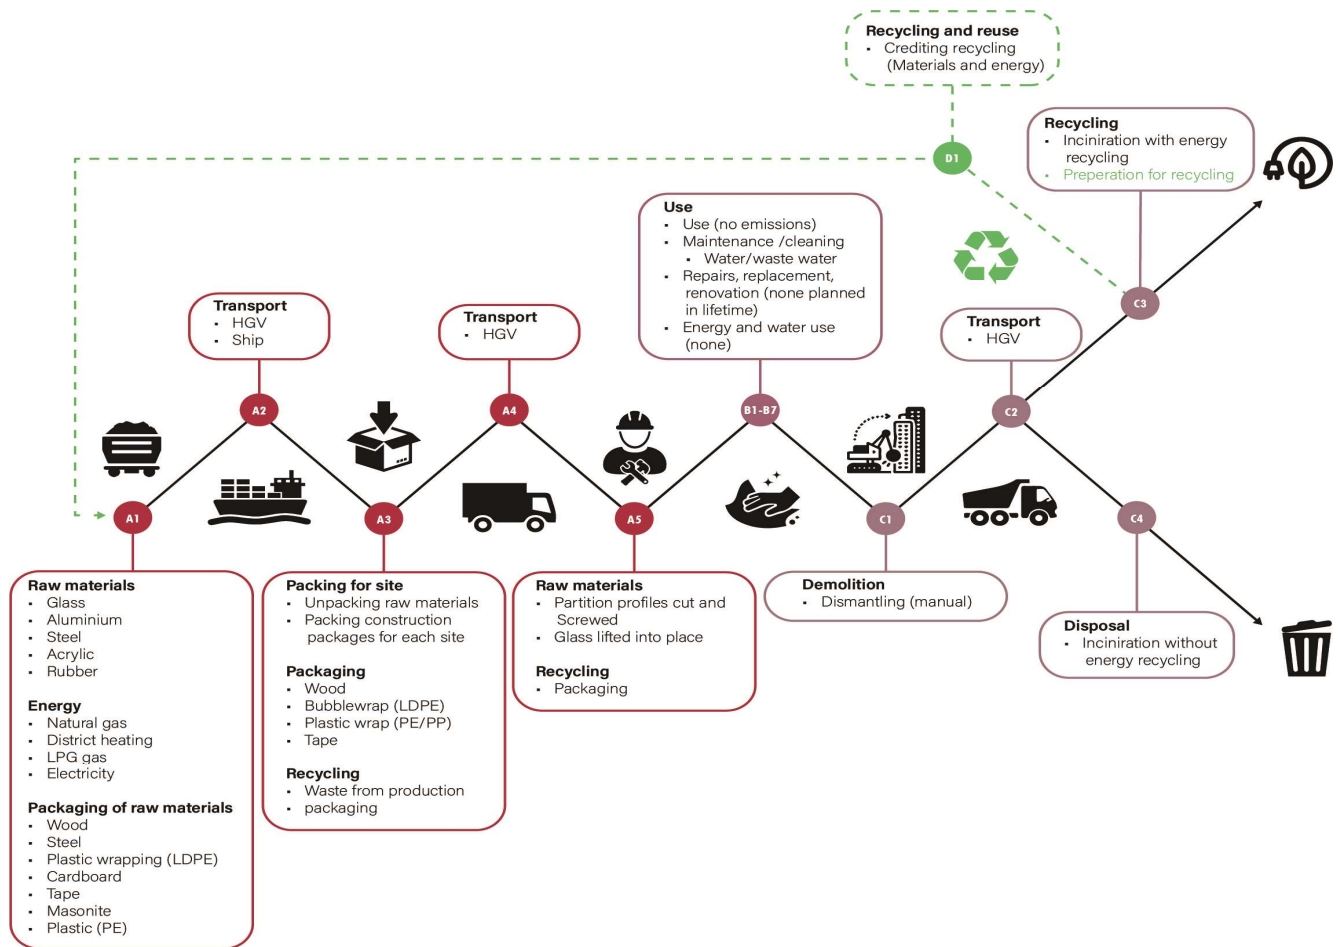 Recycling and reuse
▪ Crediting recycling
(Materials and energy)
D1
Recycling
▪ Inciniration with energy
recycling
▪ Preperation for recycling
Use
▪ Use (no emissions)
▪ Maintenance /cleaning
▪ Water/waste water
▪ Repairs, replacement,
renovation (none planned
in lifetime)
▪ Energy and water use
(none)
C3
Transport
▪ HGV
▪ Ship
Transport
▪ HGV
Transport
▪ HGV
A2
A4
B1-B7
C2
A1
A3
A5
C1
C4
Raw materials
▪ Glass
▪ Aluminium
▪ Steel
▪ Acrylic
▪ Rubber
Energy
▪ Natural gas
▪ District heating
▪ LPG gas
▪ Electricity
Packaging of raw materials
▪ Wood
▪ Steel
▪ Plastic wrapping (LDPE)
▪ Cardboard
▪ Tape
▪ Masonite
▪ Plastic (PE)
Packing for site
▪ Unpacking raw materials
▪ Packing construction
packages for each site
Packaging
▪ Wood
▪ Bubblewrap (LDPE)
▪ Plastic wrap (PE/PP)
▪ Tape
Recycling
▪ Waste from production
▪ packaging
Raw materials
▪ Partition profiles cut and
Screwed
▪ Glass lifted into place
Recycling
▪ Packaging
Demolition
▪ Dismantling (manual)
Disposal
▪ Inciniration without
energy recycling